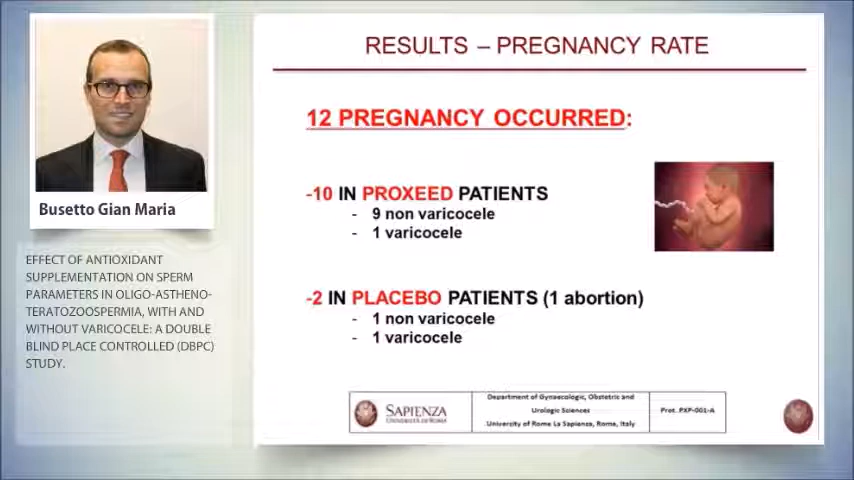 RESULTS – PREGNANCY RATE
12 PREGNANCY OCCURRED:
-10 IN PROXEED PATIENTS
- 9 non varicocele
- 1 varicocele
-2 IN PLACEBO PATIENTS (1 abortion)
- 1 non varicocele
- 1 varicocele
SAPIENZA
UNIVERSITÀ DI ROMA
Department of Gynaecologic, Obstetric and
Urologic Sciences
University of Rome La Sapienza, Rome, Italy
Prot. PXP-001-A
Busetto Gian Maria
EFFECT OF ANTIOXIDANT
SUPPLEMENTATION ON SPERM
PARAMETERS IN OLIGO-ASTHENO-
TERATOZOOSPERMIA, WITH AND
WITHOUT VARICOCELE: A DOUBLE
BLIND PLACE CONTROLLED (DBPC)
STUDY.